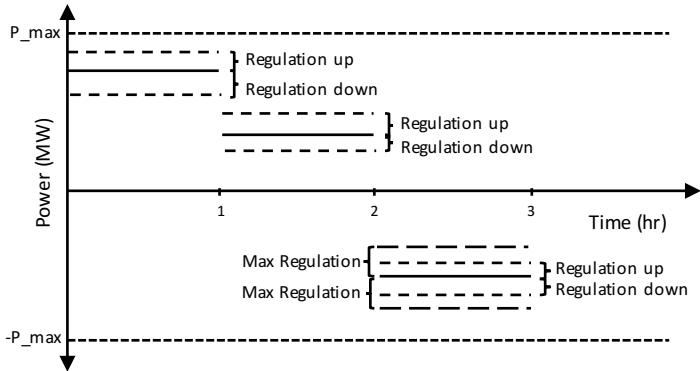 P_max
Regulation up
Regulation down
Regulation up
Regulation down
Power (MW)
1
2
3
Time (hr)
Max Regulation
Regulation up
Max Regulation
Regulation down
-P_max